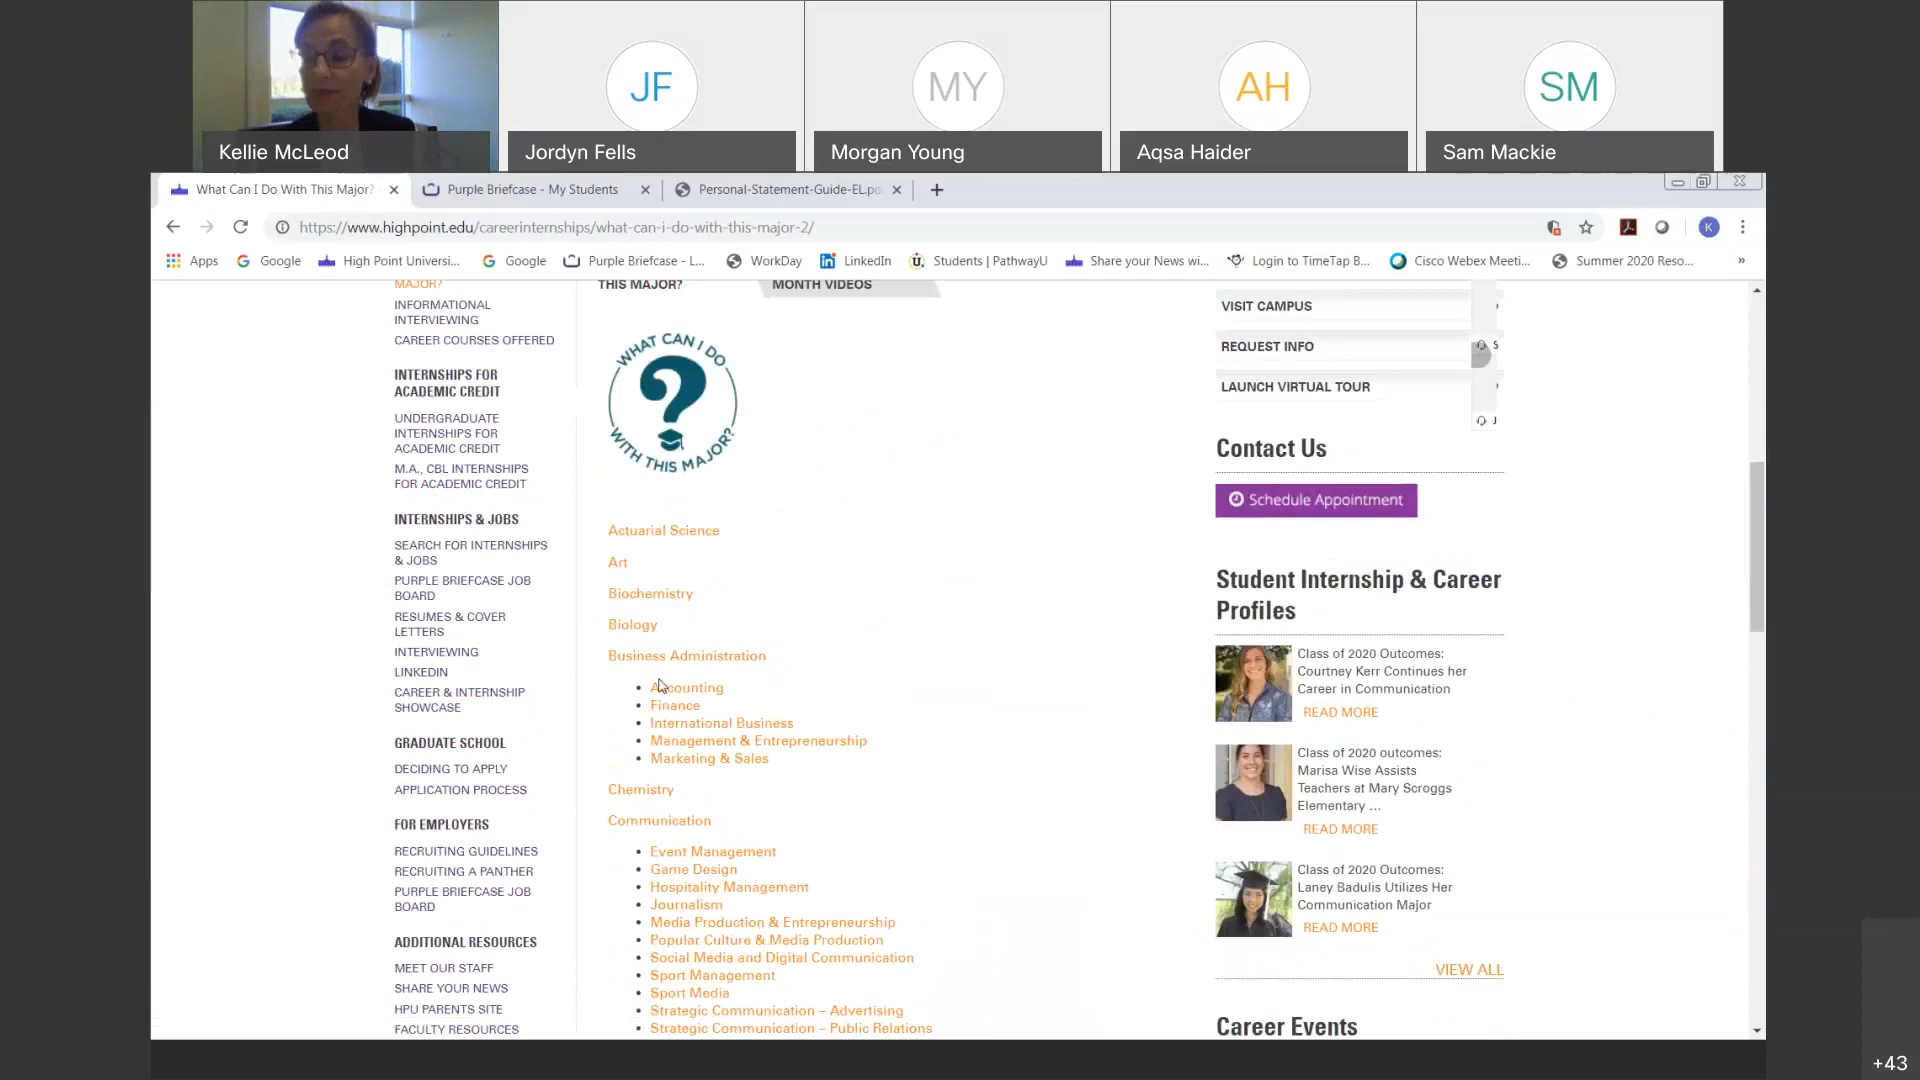 JF
MY
AH
SM
Kellie McLeod
Jordyn Fells
Morgan Young
Aqsa Haider
Sam Mackie
What Can I Do With This Major?
Purple Briefcase - My Students
Personal-Statement-Guide-EL.pd
https://www.highpoint.edu/careerinternships/what-can-i-do-with-this-major-2/
K
Apps
Google
High Point Universi...
Google
Purple Briefcase - L...
WorkDay
LinkedIn
Students | PathwayU
Share your News wi...
Login to TimeTap B...
Cisco Webex Meeti...
Summer 2020 Reso...
»
MAJOR?
INFORMATIONAL
INTERVIEWING
CAREER COURSES OFFERED
INTERNSHIPS FOR
ACADEMIC CREDIT
UNDERGRADUATE
INTERNSHIPS FOR
ACADEMIC CREDIT
M.A., CBL INTERNSHIPS
FOR ACADEMIC CREDIT
INTERNSHIPS & JOBS
SEARCH FOR INTERNSHIPS
& JOBS
PURPLE BRIEFCASE JOB
BOARD
RESUMES & COVER
LETTERS
INTERVIEWING
LINKEDIN
CAREER & INTERNSHIP
SHOWCASE
GRADUATE SCHOOL
DECIDING TO APPLY
APPLICATION PROCESS
FOR EMPLOYERS
RECRUITING GUIDELINES
RECRUITING A PANTHER
PURPLE BRIEFCASE JOB
BOARD
ADDITIONAL RESOURCES
MEET OUR STAFF
SHARE YOUR NEWS
HPU PARENTS SITE
FACULTY RESOURCES
THIS MAJOR?
MONTH VIDEOS
WHAT CAN I DO
?
WITH THIS MAJOR?
Actuarial Science
Art
Biochemistry
Biology
Business Administration
• Accounting
• Finance
• International Business
• Management & Entrepreneurship
• Marketing & Sales
Chemistry
Communication
• Event Management
• Game Design
• Hospitality Management
• Journalism
• Media Production & Entrepreneurship
• Popular Culture & Media Production
• Social Media and Digital Communication
• Sport Management
• Sport Media
• Strategic Communication – Advertising
• Strategic Communication – Public Relations
VISIT CAMPUS
REQUEST INFO
LAUNCH VIRTUAL TOUR
Contact Us
Schedule Appointment
Student Internship & Career
Profiles
Class of 2020 Outcomes:
Courtney Kerr Continues her
Career in Communication
READ MORE
Class of 2020 outcomes:
Marisa Wise Assists
Teachers at Mary Scroggs
Elementary ...
READ MORE
Class of 2020 Outcomes:
Laney Badulis Utilizes Her
Communication Major
READ MORE
VIEW ALL
Career Events
+43